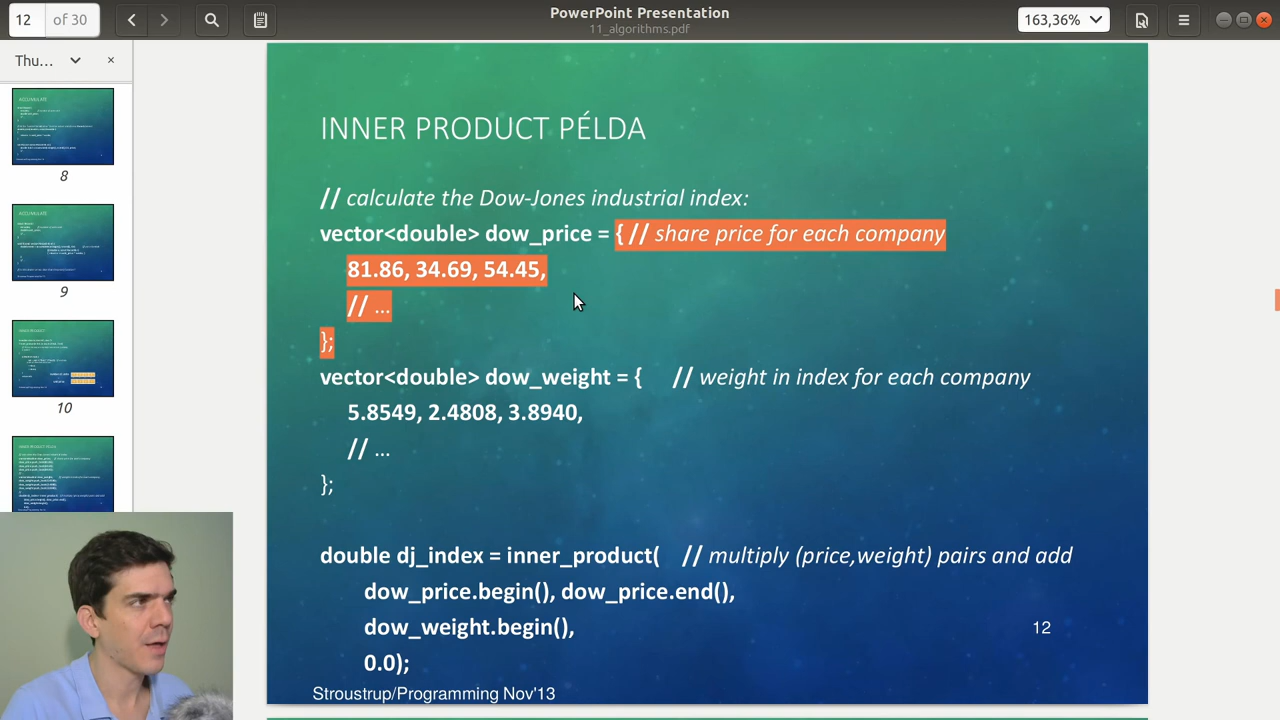 12
of 30
PowerPoint Presentation
11_algorithms.pdf
163,36%
Thu...
8
9
10
INNER PRODUCT PÉLDA
// calculate the Dow-Jones industrial index:
vector<double> dow_price = { // share price for each company
81.86, 34.69, 54.45,
// ...
};
vector<double> dow_weight = { // weight in index for each company
5.8549, 2.4808, 3.8940,
// ...
};
double dj_index = inner_product( // multiply (price,weight) pairs and add
dow_price.begin(), dow_price.end(),
dow_weight.begin(),
0.0);
12
Stroustrup/Programming Nov'13